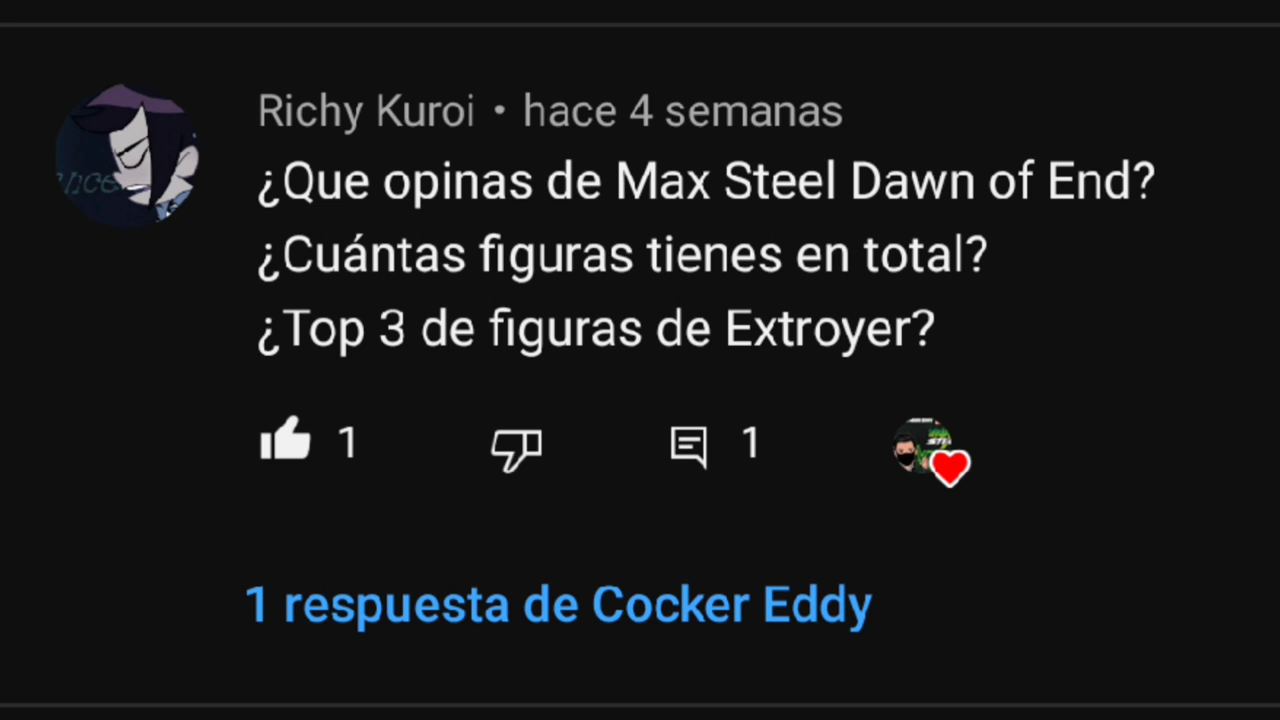 Richy Kuroi • hace 4 semanas
¿Que opinas de Max Steel Dawn of End?
¿Cuántas figuras tienes en total?
¿Top 3 de figuras de Extroyer?
1 1
1 respuesta de Cocker Eddy